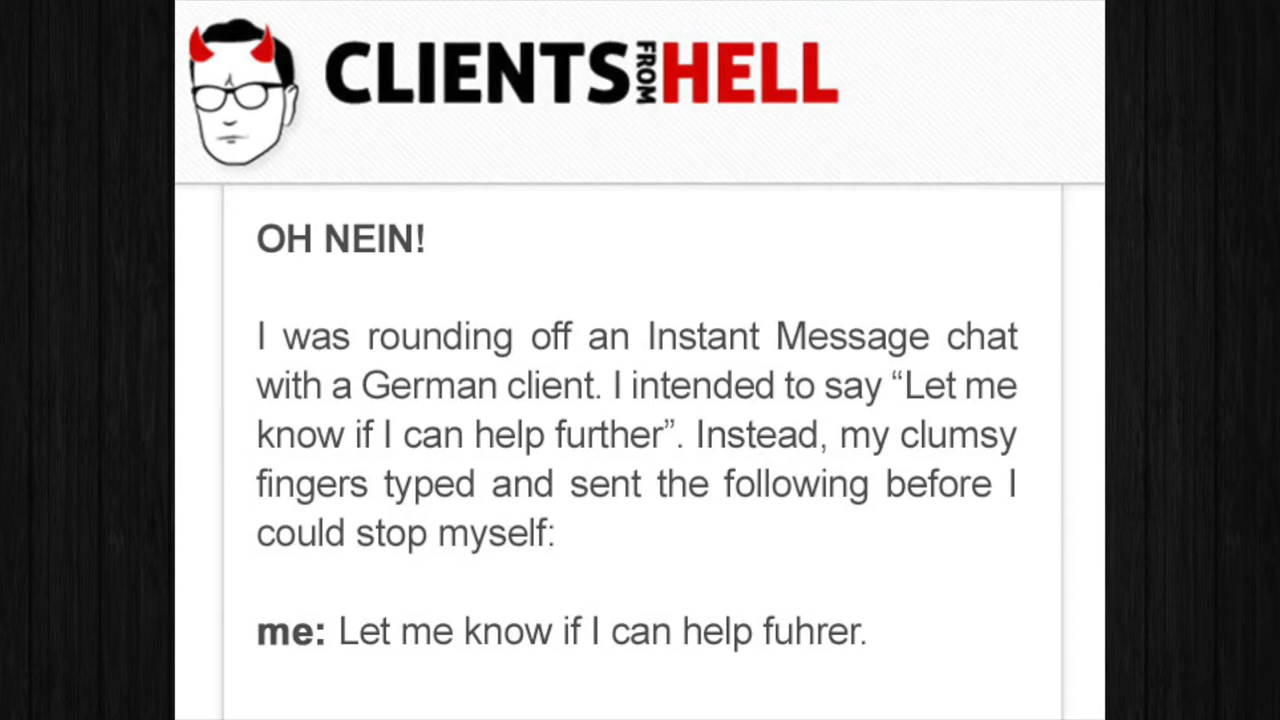 CLIENTS FROM HELL
OH NEIN!
I was rounding off an Instant Message chat
with a German client. I intended to say “Let me
know if I can help further”. Instead, my clumsy
fingers typed and sent the following before I
could stop myself:
me: Let me know if I can help fuhrer.